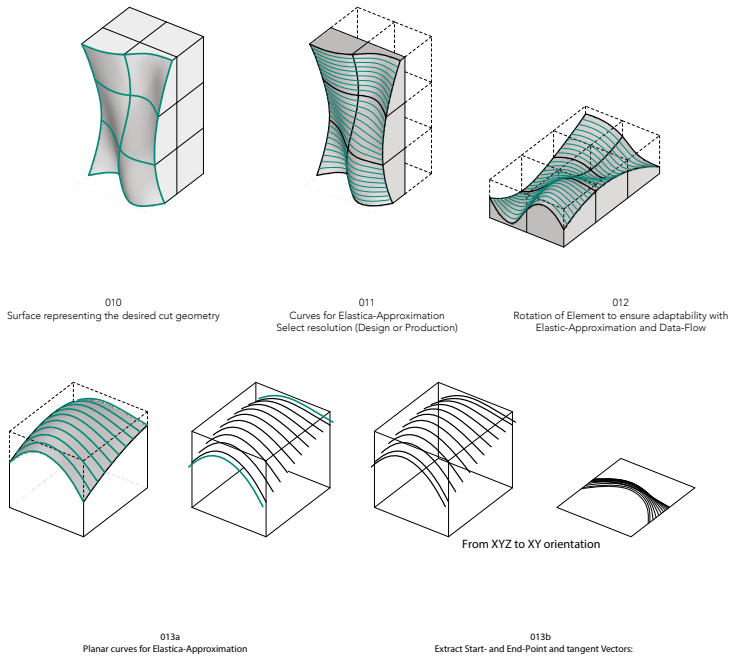 010
Surface representing the desired cut geometry
011
Curves for Elastica-Approximation
Select resolution (Design or Production)
012
Rotation of Element to ensure adaptability with
Elastic-Approximation and Data-Flow
From XYZ to XY orientation
013a
Planar curves for Elastica-Approximation
013b
Extract Start- and End-Point and tangent Vectors: